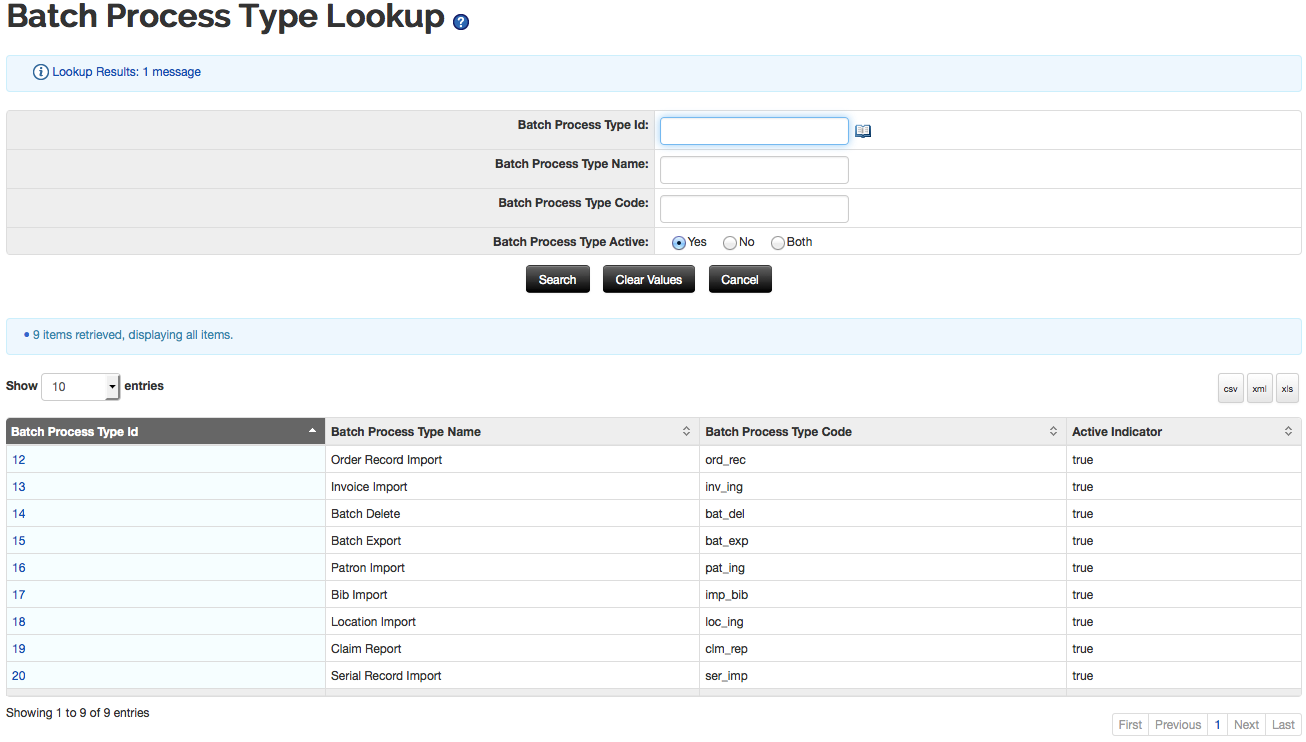 Batch Process Type Lookup ?
Lookup Results: 1 message
Batch Process Type Id:
Batch Process Type Name:
Batch Process Type Code:
Batch Process Type Active: Yes No Both
Search Clear Values Cancel
• 9 items retrieved, displaying all items.
Show 10 entries csv xml xls
Batch Process Type Id Batch Process Type Name Batch Process Type Code Active Indicator
12 Order Record Import ord_rec true
13 Invoice Import inv_ing true
14 Batch Delete bat_del true
15 Batch Export bat_exp true
16 Patron Import pat_ing true
17 Bib Import imp_bib true
18 Location Import loc_ing true
19 Claim Report clm_rep true
20 Serial Record Import ser_imp true
Showing 1 to 9 of 9 entries
First Previous 1 Next Last